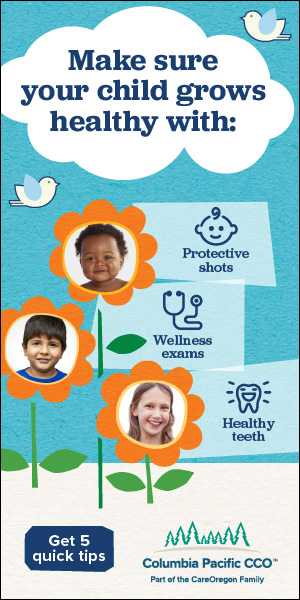 Make sure
your child grows
healthy with:
Protective
shots
Wellness
exams
Healthy
teeth
Get 5
quick tips
Columbia Pacific CCO™
Part of the CareOregon Family